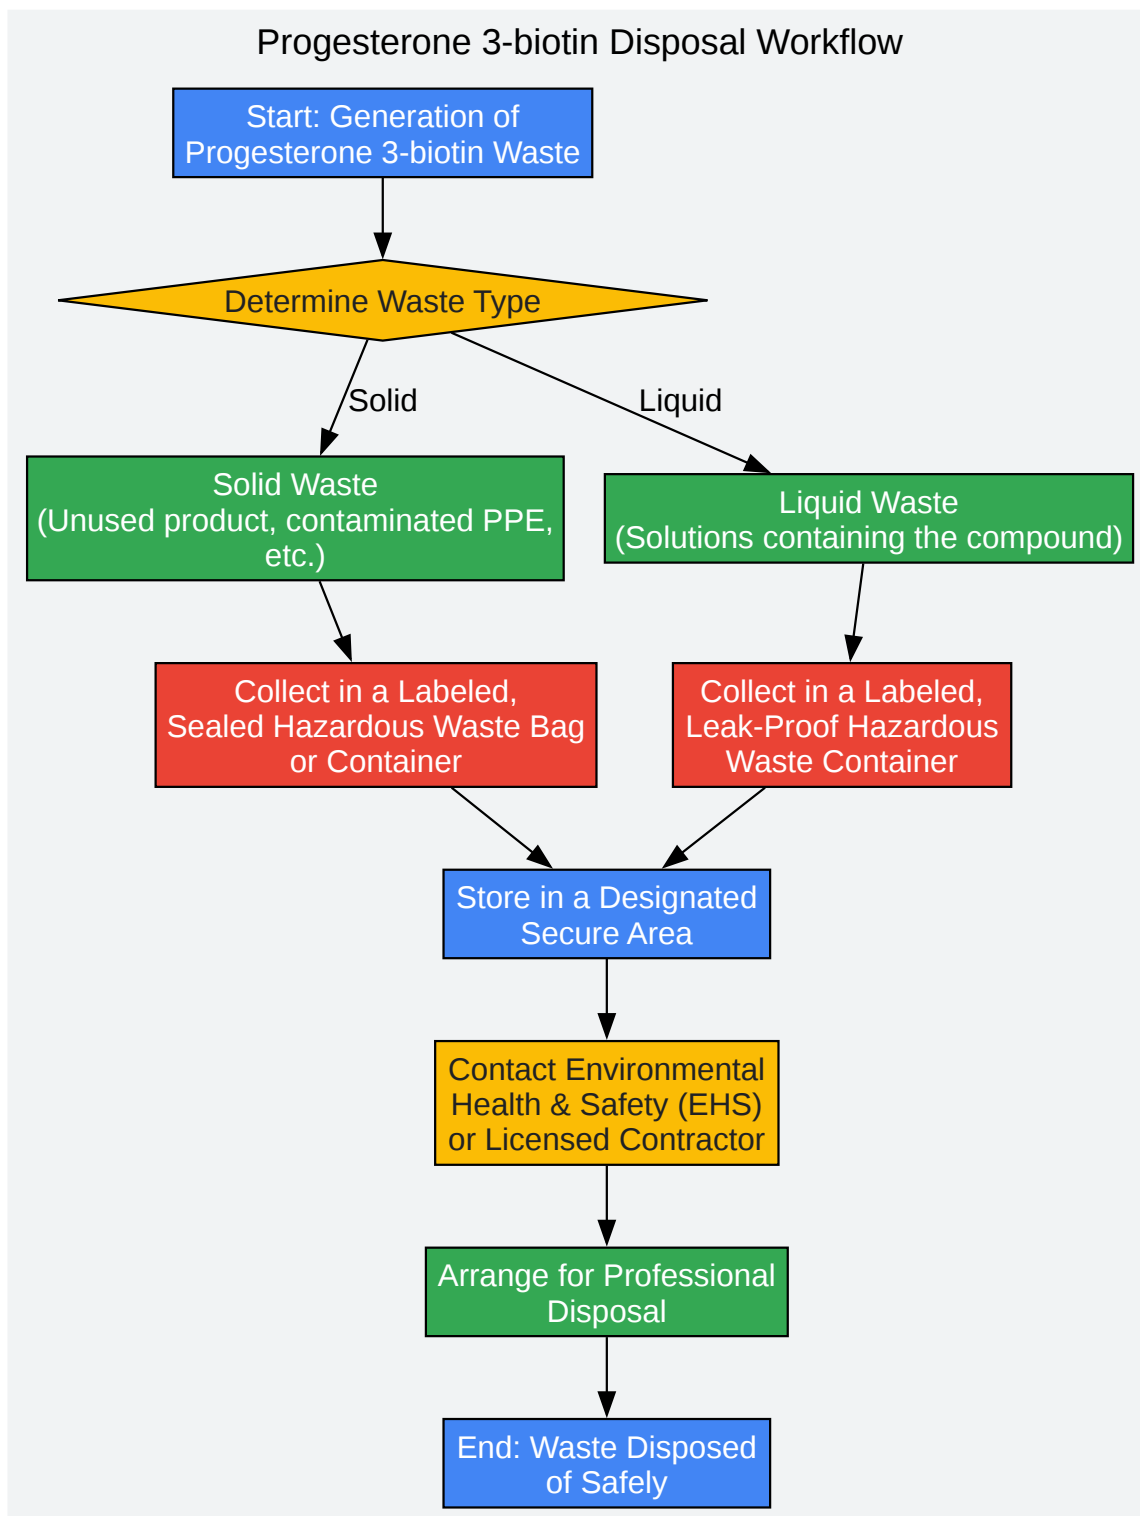 Progesterone 3-biotin Disposal Workflow
Start: Generation of
Progesterone 3-biotin Waste
Determine Waste Type
Solid
Liquid
Solid Waste
(Unused product, contaminated PPE,
etc.)
Liquid Waste
(Solutions containing the compound)
Collect in a Labeled,
Sealed Hazardous Waste Bag
or Container
Collect in a Labeled,
Leak-Proof Hazardous
Waste Container
Store in a Designated
Secure Area
Contact Environmental
Health & Safety (EHS)
or Licensed Contractor
Arrange for Professional
Disposal
End: Waste Disposed
of Safely